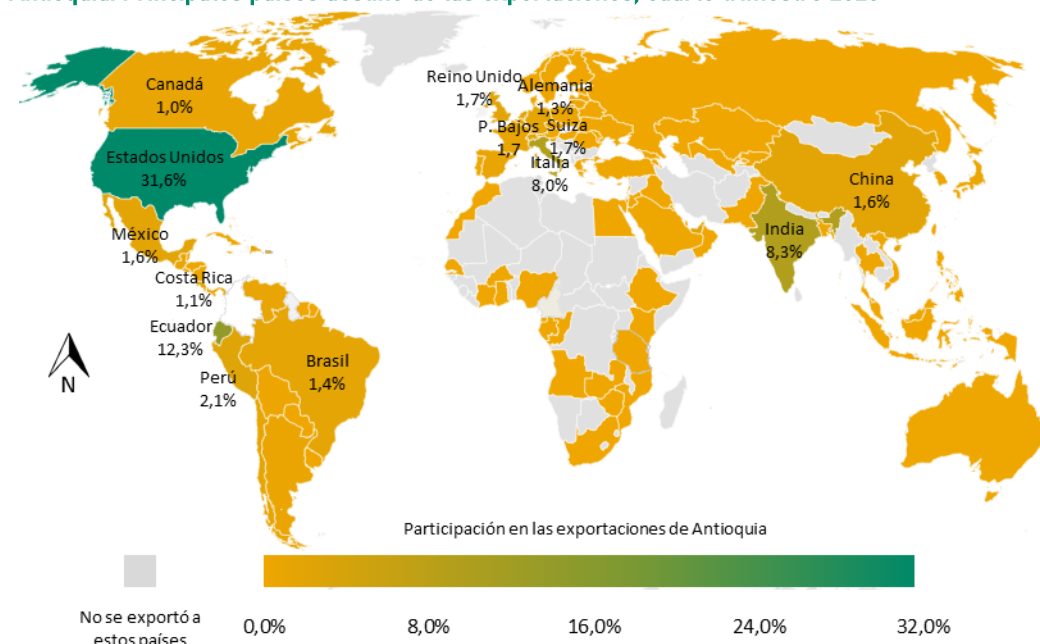 Canadá
1,0%
Estados Unidos
31,6%
México
1,6%
Costa Rica
1,1%
Ecuador
12,3%
Perú
2,1%
Brasil
1,4%
Reino Unido
1,7%
Alemania
1,3%
P. Bajos
1,7
Suiza
1,7%
Italia
8,0%
China
1,6%
India
8,3%
N
Participación en las exportaciones de Antioquia
No se exportó a
estos países
0,0%
8,0%
16,0%
24,0%
32,0%